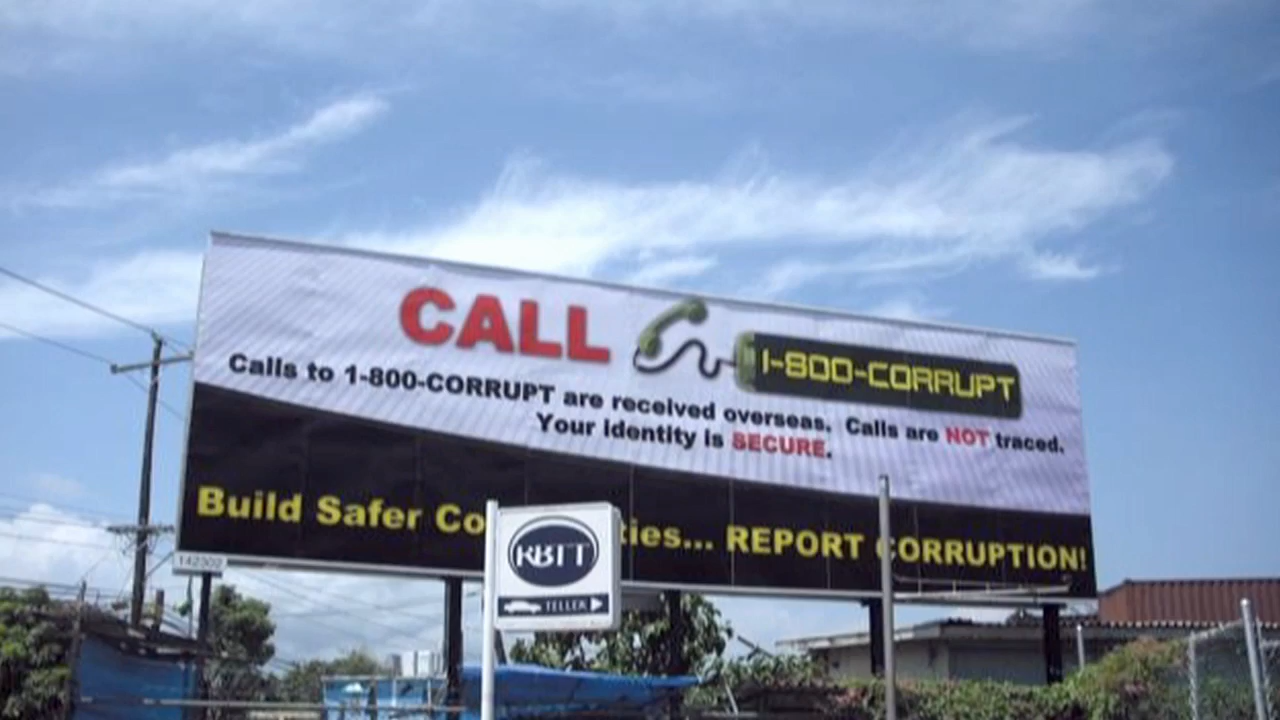 CALL 1-800-CORRUPT
Calls to 1-800-CORRUPT are received overseas. Calls are NOT traced.
Your identity is SECURE.
Build Safer Co ties... REPORT CORRUPTION!
142302
RBTT
TELLER